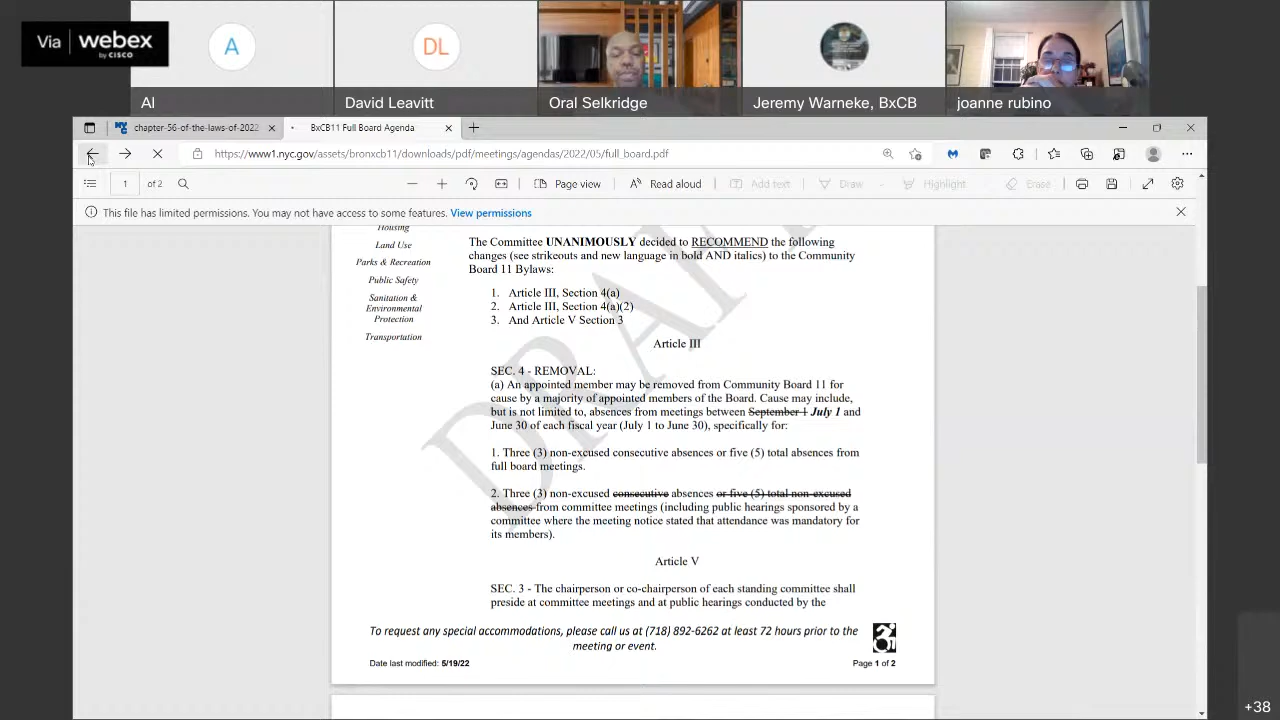 Via webex
by CISCO
A
DL
Al
David Leavitt
Oral Selkridge
Jeremy Warneke, BxCB
joanne rubino
chapter-56-of-the-laws-of-2022
BxCB11 Full Board Agenda
https://www1.nyc.gov/assets/bronxcb11/downloads/pdf/meetings/agendas/2022/05/full_board.pdf
1 of 2
Page view
Read aloud
Add text
Draw
Highlight
Erase
This file has limited permissions. You may not have access to some features. View permissions
Housing
Land Use
Parks & Recreation
Public Safety
Sanitation &
Environmental
Protection
Transportation
The Committee UNANIMOUSLY decided to RECOMMEND the following
changes (see strikeouts and new language in bold AND italics) to the Community
Board 11 Bylaws:
1. Article III, Section 4(a)
2. Article III, Section 4(a)(2)
3. And Article V Section 3
Article III
SEC. 4 - REMOVAL:
(a) An appointed member may be removed from Community Board 11 for
cause by a majority of appointed members of the Board. Cause may include,
but is not limited to, absences from meetings between September 1 July 1 and
June 30 of each fiscal year (July 1 to June 30), specifically for:
1. Three (3) non-excused consecutive absences or five (5) total absences from
full board meetings.
2. Three (3) non-excused consecutive absences or five (5) total non-excused
absences from committee meetings (including public hearings sponsored by a
committee where the meeting notice stated that attendance was mandatory for
its members).
Article V
SEC. 3 - The chairperson or co-chairperson of each standing committee shall
preside at committee meetings and at public hearings conducted by the
To request any special accommodations, please call us at (718) 892-6262 at least 72 hours prior to the
meeting or event.
Date last modified: 5/19/22
Page 1 of 2
DRAFT
+38